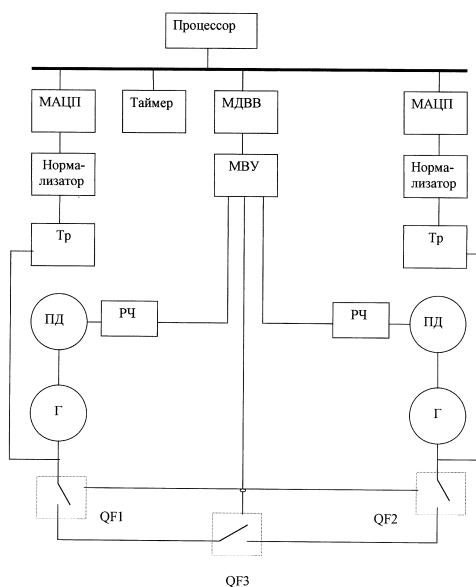 Процессор
МАЦП
Таймер
МДВВ
МАЦП
Норма-
лизатор
МВУ
Норма-
лизатор
Тр
Тр
ПД
РЧ
РЧ
ПД
Г
Г
QF1
QF2
QF3